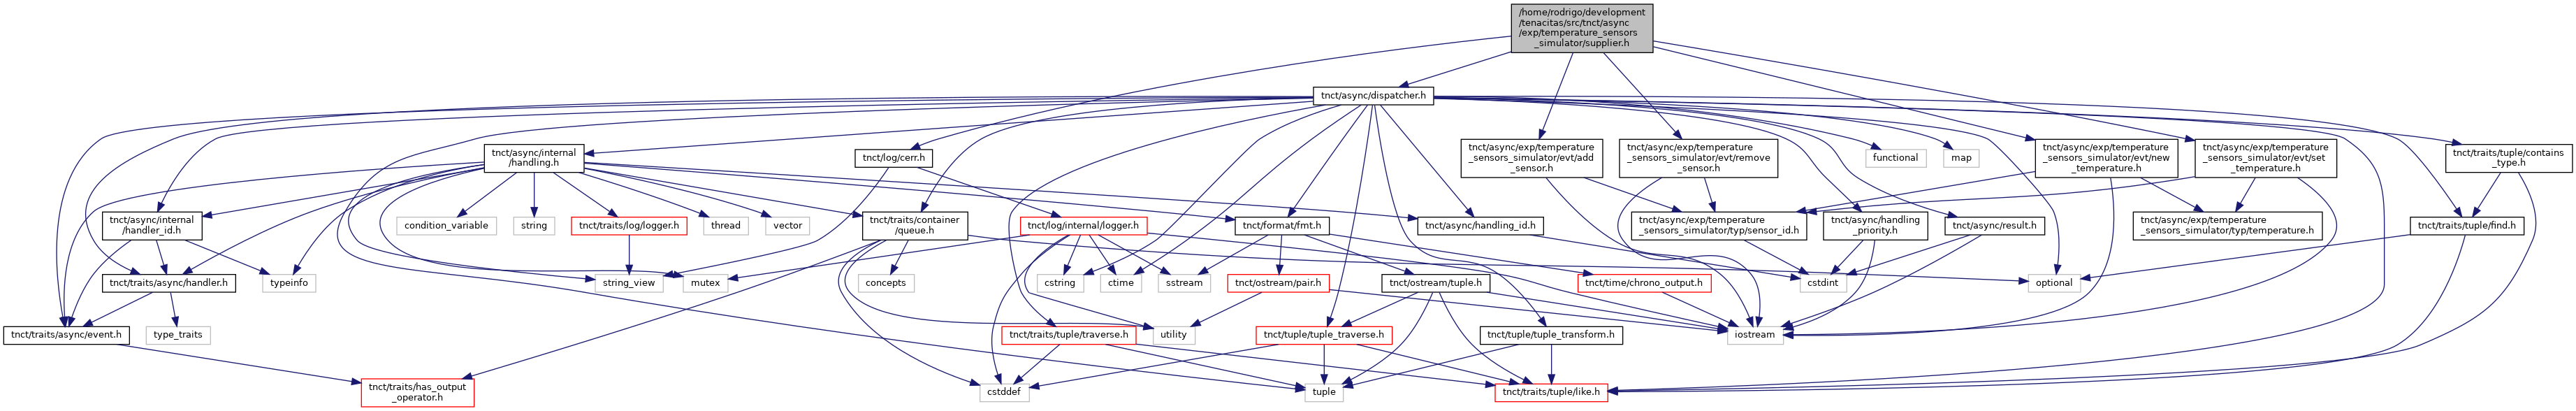 /home/rodrigo/development
/tenacitas/src/tnct/async
/exp/temperature_sensors
_simulator/supplier.h
tnct/async/dispatcher.h
tnct/async/internal
/handling.h
tnct/log/cerr.h
tnct/async/exp/temperature
_sensors_simulator/evt/add
_sensor.h
tnct/async/exp/temperature
_sensors_simulator/evt/remove
_sensor.h
functional
map
tnct/async/exp/temperature
_sensors_simulator/evt/new
_temperature.h
tnct/async/exp/temperature
_sensors_simulator/evt/set
_temperature.h
tnct/traits/tuple/contains
_type.h
tnct/async/internal
/handler_id.h
condition_variable
string
tnct/traits/log/logger.h
thread
vector
tnct/traits/container
/queue.h
tnct/log/internal/logger.h
tnct/format/fmt.h
tnct/async/handling_id.h
tnct/async/exp/temperature
_sensors_simulator/typ/sensor_id.h
tnct/async/handling
_priority.h
tnct/async/result.h
tnct/async/exp/temperature
_sensors_simulator/typ/temperature.h
tnct/traits/tuple/find.h
tnct/traits/async/handler.h
typeinfo
string_view
mutex
concepts
cstring
ctime
sstream
tnct/ostream/pair.h
tnct/ostream/tuple.h
tnct/time/chrono_output.h
cstdint
optional
tnct/traits/async/event.h
type_traits
tnct/traits/tuple/traverse.h
utility
tnct/tuple/tuple_traverse.h
tnct/tuple/tuple_transform.h
iostream
tnct/traits/has_output
_operator.h
cstddef
tuple
tnct/traits/tuple/like.h